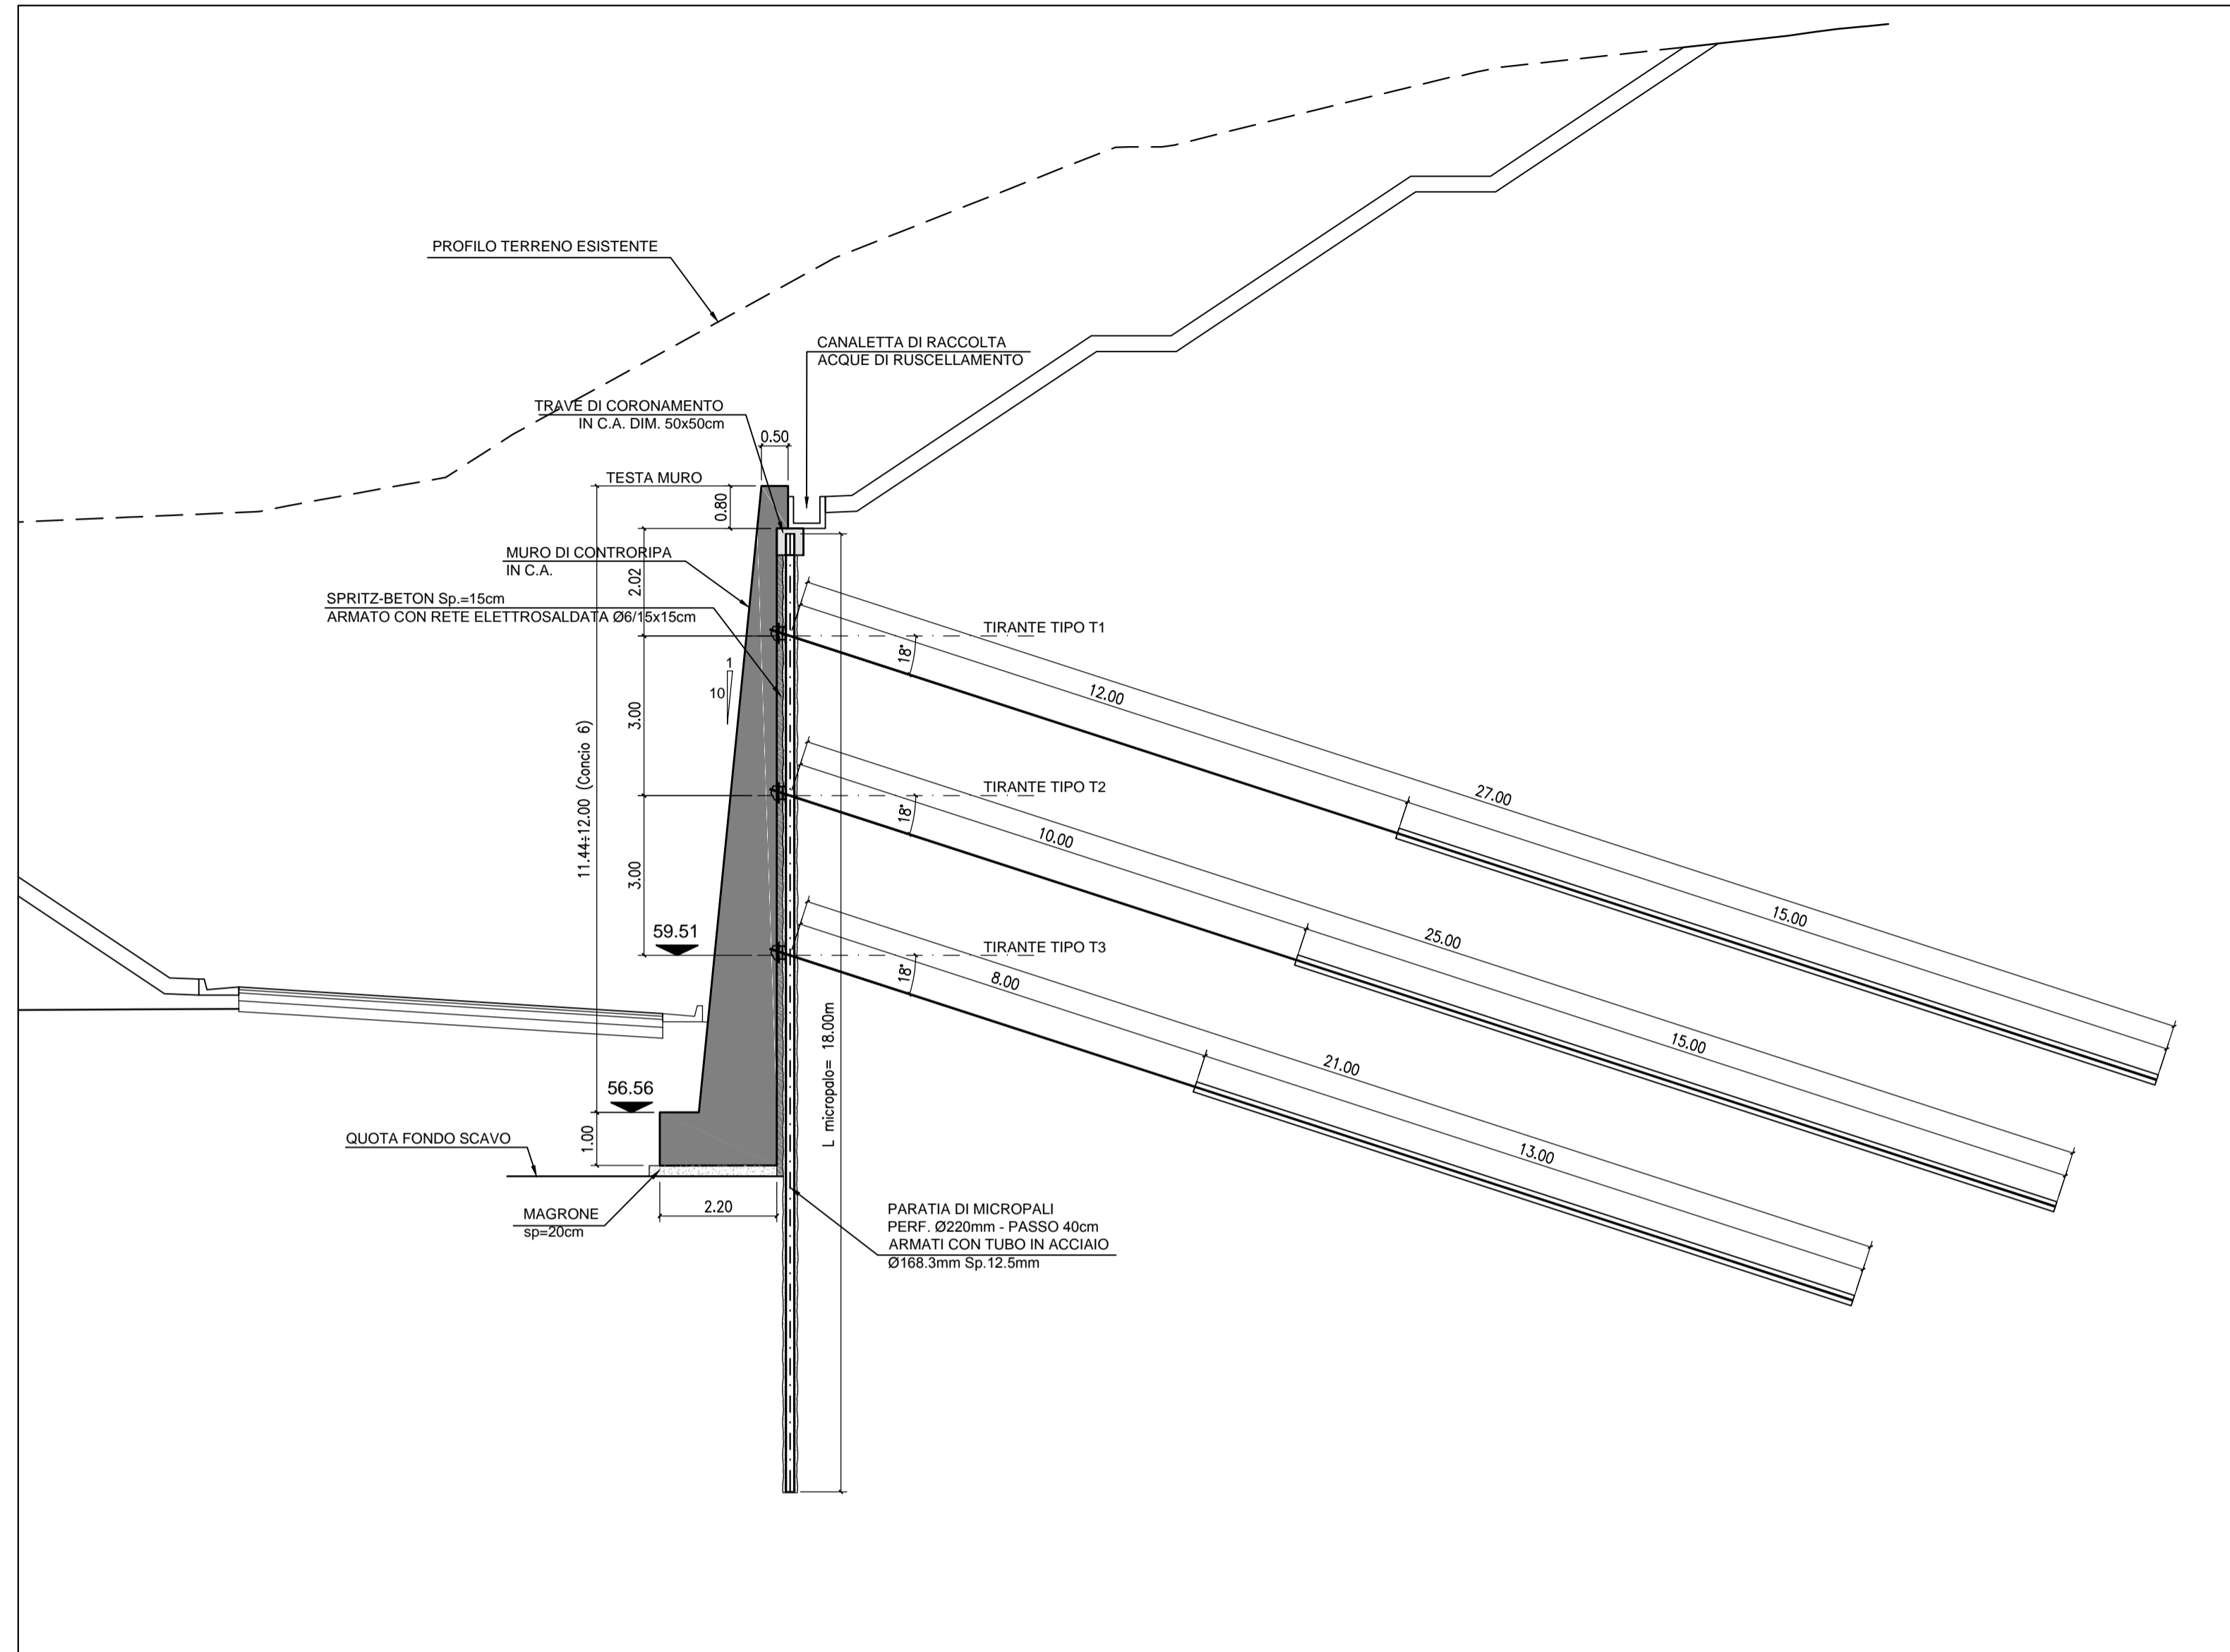 PROFILO TERRENO ESISTENTE
CANALETTA DI RACCOLTA
ACQUE DI RUSCELLAMENTO
TRAVE DI CORONAMENTO
IN C.A. DIM. 50x50cm
0.50
TESTA MURO
0.80
MURO DI CONTRORIPA
IN C.A.
2.02
SPRITZ-BETON Sp.=15cm
ARMATO CON RETE ELETTROSALDATA Ø6/15x15cm
TIRANTE TIPO T1
18°
1
10
12.00
3.00
11.44÷12.00 (Concio 6)
TIRANTE TIPO T2
27.00
18°
10.00
3.00
15.00
59.51
25.00
TIRANTE TIPO T3
18°
8.00
L micropalo= 18.00m
15.00
21.00
56.56
1.00
QUOTA FONDO SCAVO
13.00
2.20
MAGRONE
sp=20cm
PARATIA DI MICROPALI
PERF. Ø220mm - PASSO 40cm
ARMATI CON TUBO IN ACCIAIO
Ø168.3mm Sp.12.5mm